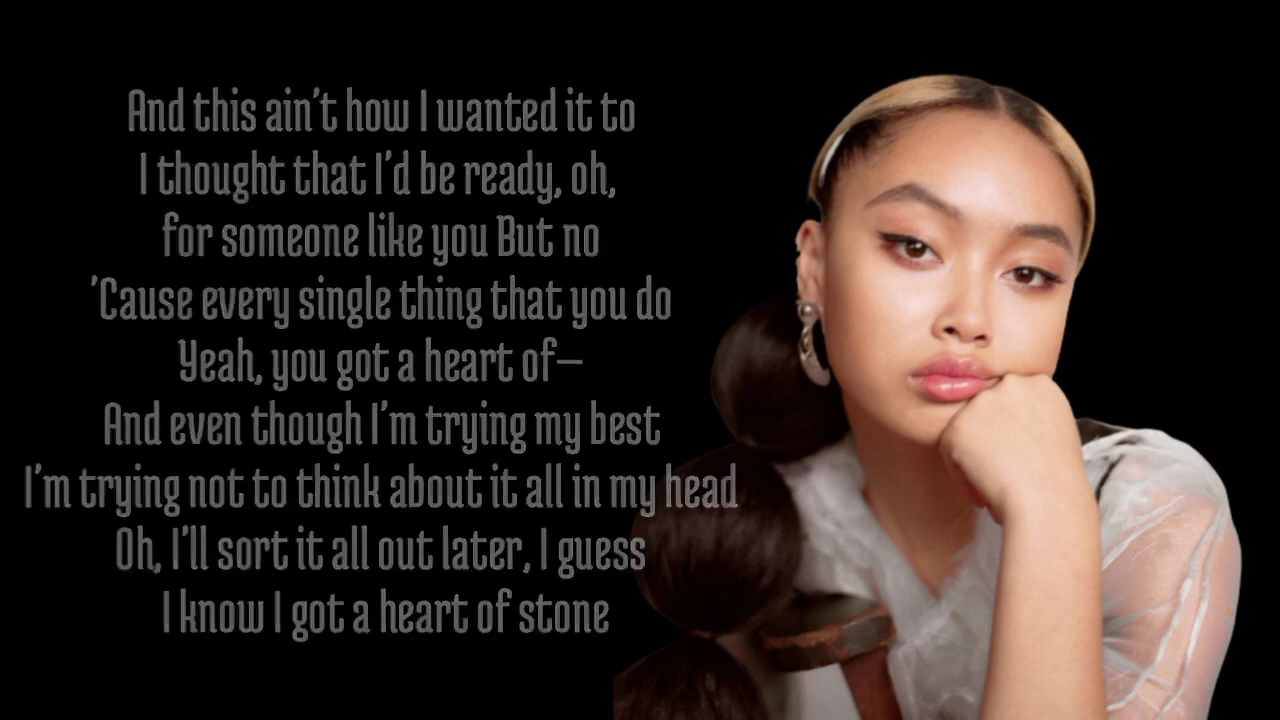 And this ain't how I wanted it to
I thought that I'd be ready, oh,
for someone like you But no
'Cause every single thing that you do
Yeah, you got a heart of—
And even though I'm trying my best
I'm trying not to think about it all in my head
Oh, I'll sort it all out later, I guess
I know I got a heart of stone